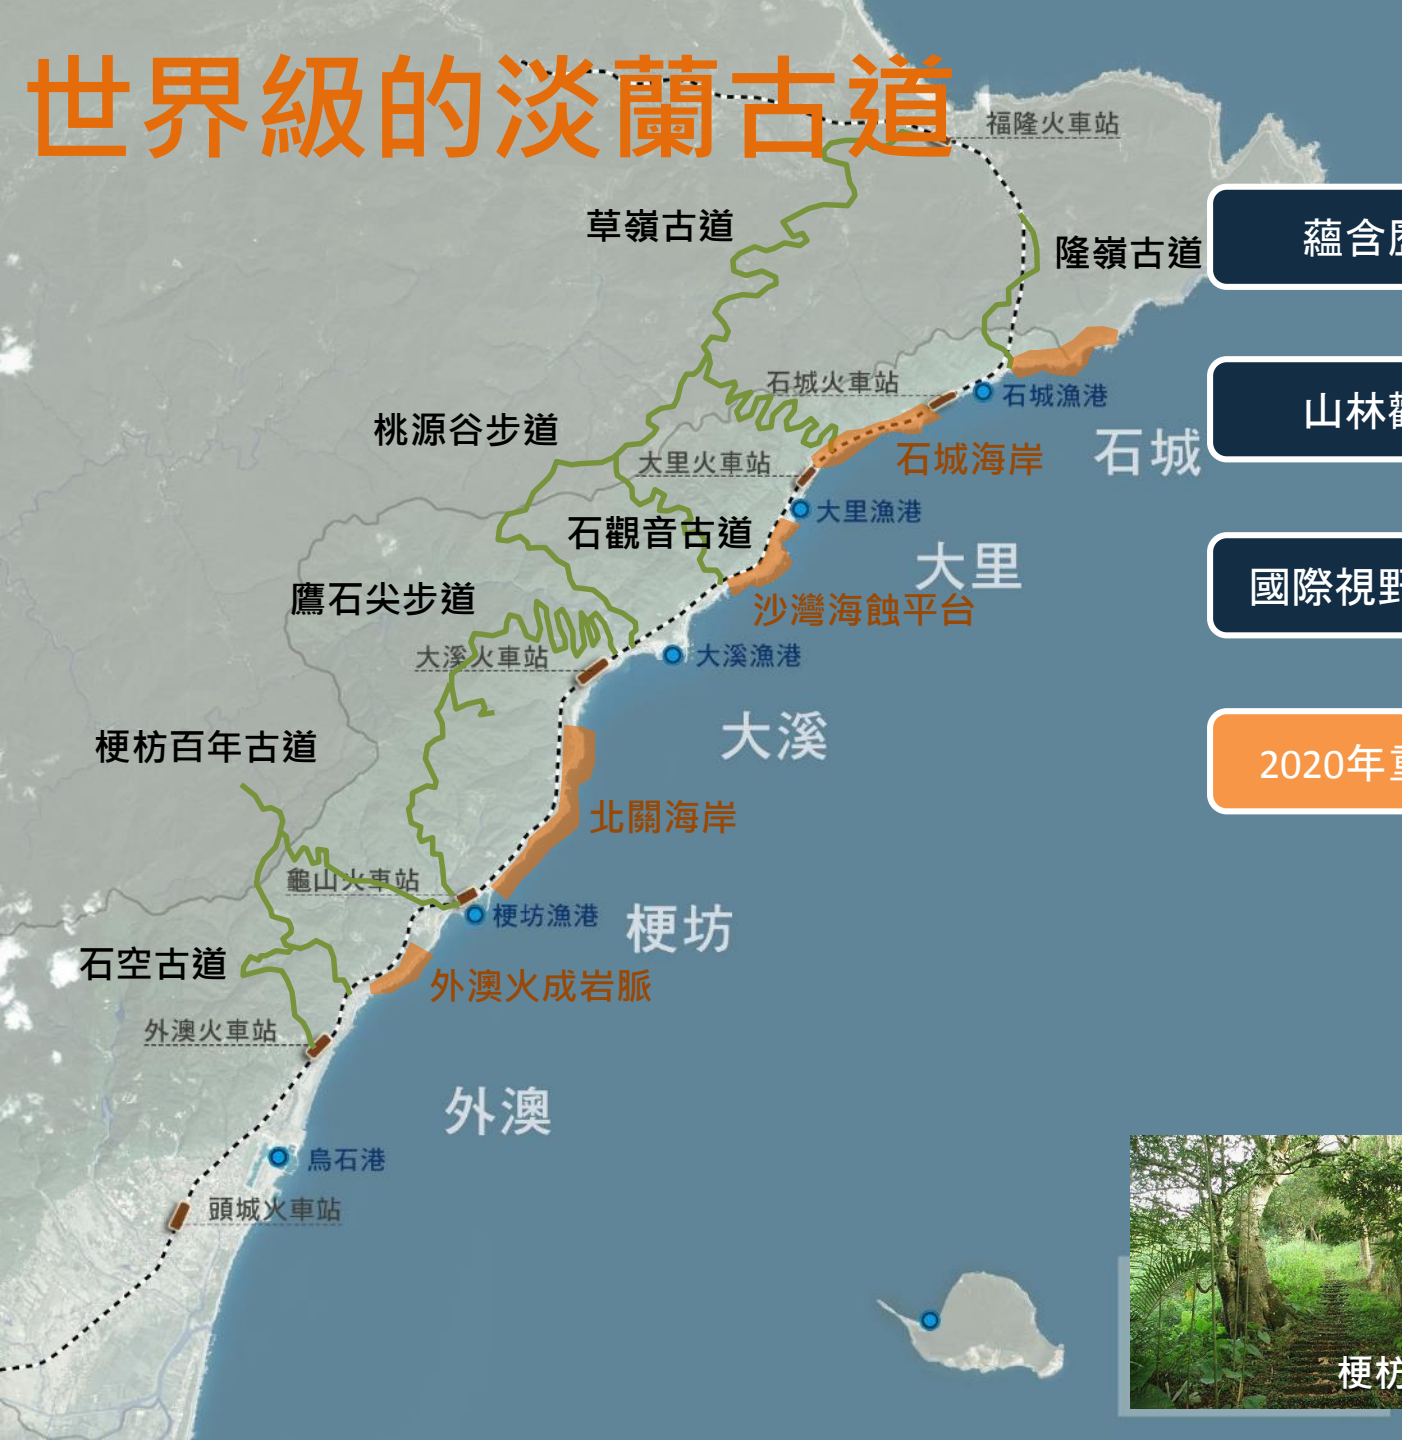 世界級的淡蘭古道
福隆火車站
草嶺古道
隆嶺古道
蘊含歷
石城火車站
石城漁港
山林觀
桃源谷步道
石城海岸
石城
大里火車站
大里漁港
石觀音古道
大里
國際視野
鷹石尖步道
沙灣海蝕平台
大溪火車站
大溪漁港
大溪
梗枋百年古道
2020年重
北關海岸
龜山火車站
梗坊漁港
梗坊
石空古道
外澳火成岩脈
外澳火車站
外澳
烏石港
頭城火車站
梗枋